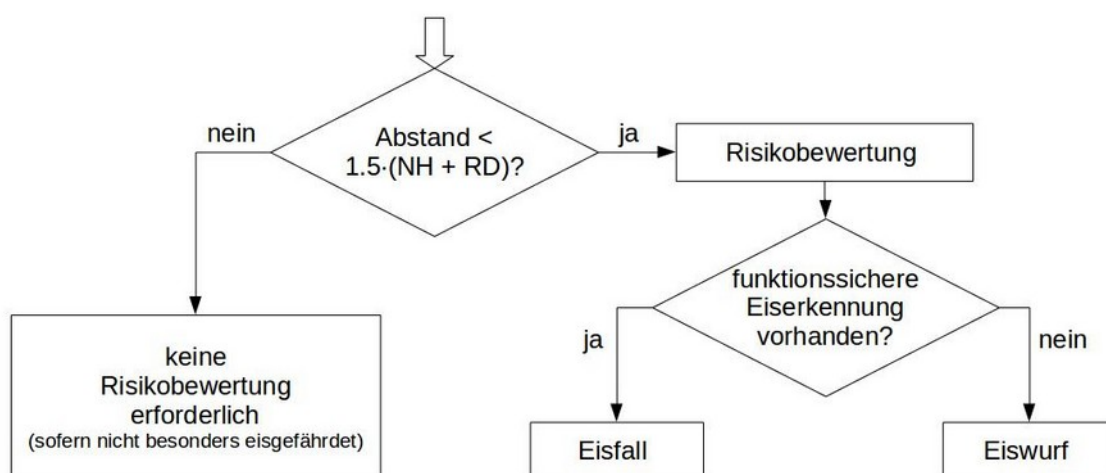 Abstand <
1.5·(NH + RD)?
nein
ja
Risikobewertung
funktionssichere
Eiserkennung
vorhanden?
ja
nein
keine
Risikobewertung
erforderlich
(sofern nicht besonders eisgefährdet)
Eisfall
Eiswurf